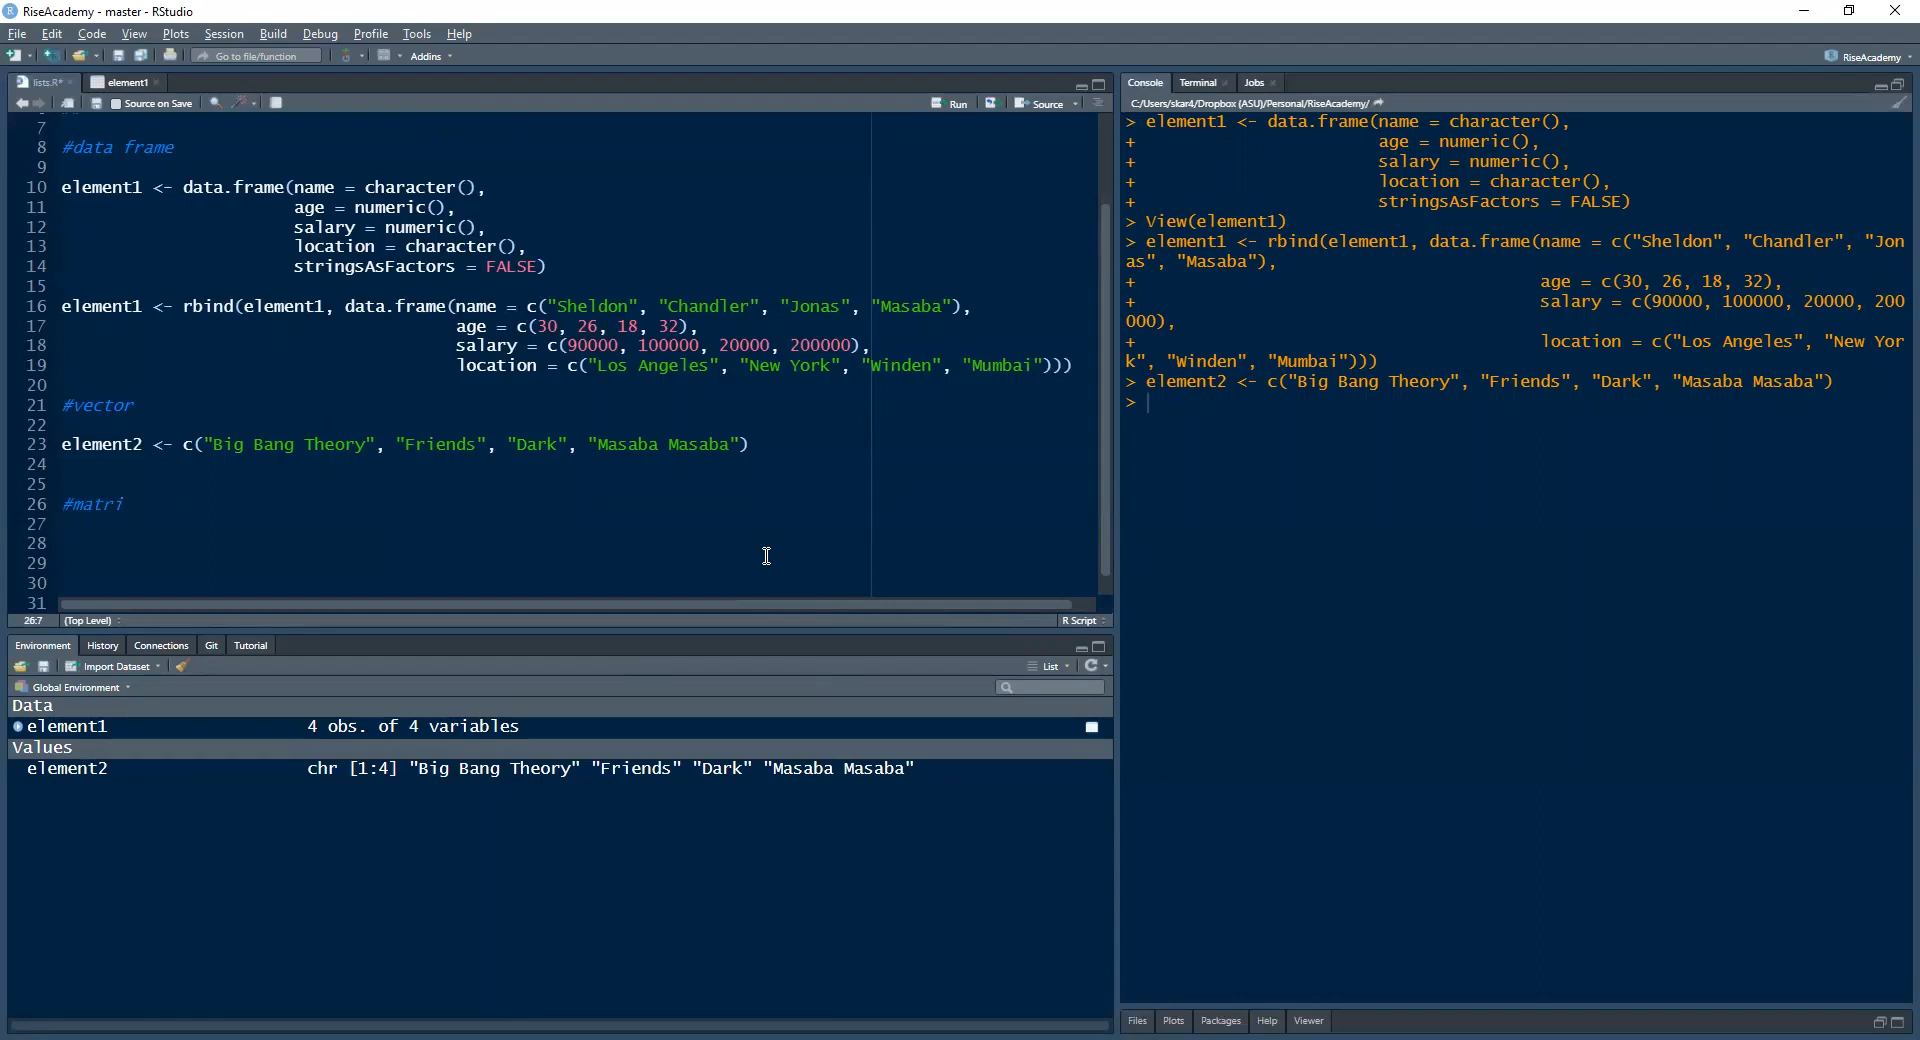 RiseAcademy - master - RStudio
File Edit Code View Plots Session Build Debug Profile Tools Help
Go to file/function Addins RiseAcademy
lists.R* element1
Source on Save Run Source
7
8 #data frame
9
10 element1 <- data.frame(name = character(),
11 age = numeric(),
12 salary = numeric(),
13 location = character(),
14 stringsAsFactors = FALSE)
15
16 element1 <- rbind(element1, data.frame(name = c("Sheldon", "Chandler", "Jonas", "Masaba"),
17 age = c(30, 26, 18, 32),
18 salary = c(90000, 100000, 20000, 200000),
19 location = c("Los Angeles", "New York", "Winden", "Mumbai")))
20
21 #vector
22
23 element2 <- c("Big Bang Theory", "Friends", "Dark", "Masaba Masaba")
24
25
26 #matri
27
28
29
30
31
26:7 (Top Level) R Script
Environment History Connections Git Tutorial
Import Dataset List
Global Environment
Data
element1 4 obs. of 4 variables
Values
element2 chr [1:4] "Big Bang Theory" "Friends" "Dark" "Masaba Masaba"
Console Terminal Jobs
C:/Users/skar4/Dropbox (ASU)/Personal/RiseAcademy/
> element1 <- data.frame(name = character(),
+ age = numeric(),
+ salary = numeric(),
+ location = character(),
+ stringsAsFactors = FALSE)
> View(element1)
> element1 <- rbind(element1, data.frame(name = c("Sheldon", "Chandler", "Jon
as", "Masaba"),
+ age = c(30, 26, 18, 32),
+ salary = c(90000, 100000, 20000, 200
000),
+ location = c("Los Angeles", "New Yor
k", "Winden", "Mumbai")))
> element2 <- c("Big Bang Theory", "Friends", "Dark", "Masaba Masaba")
>
Files Plots Packages Help Viewer